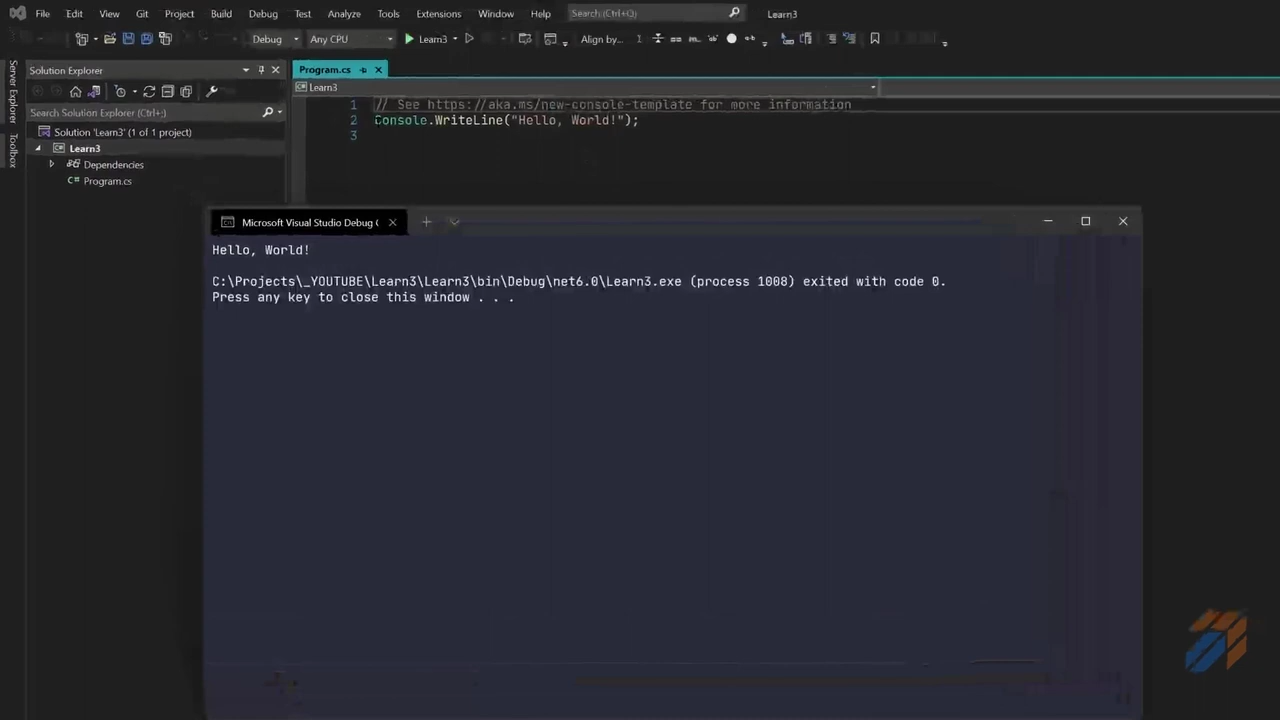 File Edit View Git Project Build Debug Test Analyze Tools Extensions Window Help Search (Ctrl+Q) Learn3
Debug Any CPU Learn3 Align by...
Server Explorer
Toolbox
Solution Explorer
Search Solution Explorer (Ctrl+;)
Solution 'Learn3' (1 of 1 project)
Learn3
Dependencies
Program.cs
Program.cs
Learn3
1 // See https://aka.ms/new-console-template for more information
2 Console.WriteLine("Hello, World!");
3
Microsoft Visual Studio Debug
Hello, World!
C:\Projects\_YOUTUBE\Learn3\Learn3\bin\Debug\net6.0\Learn3.exe (process 1008) exited with code 0.
Press any key to close this window . . .